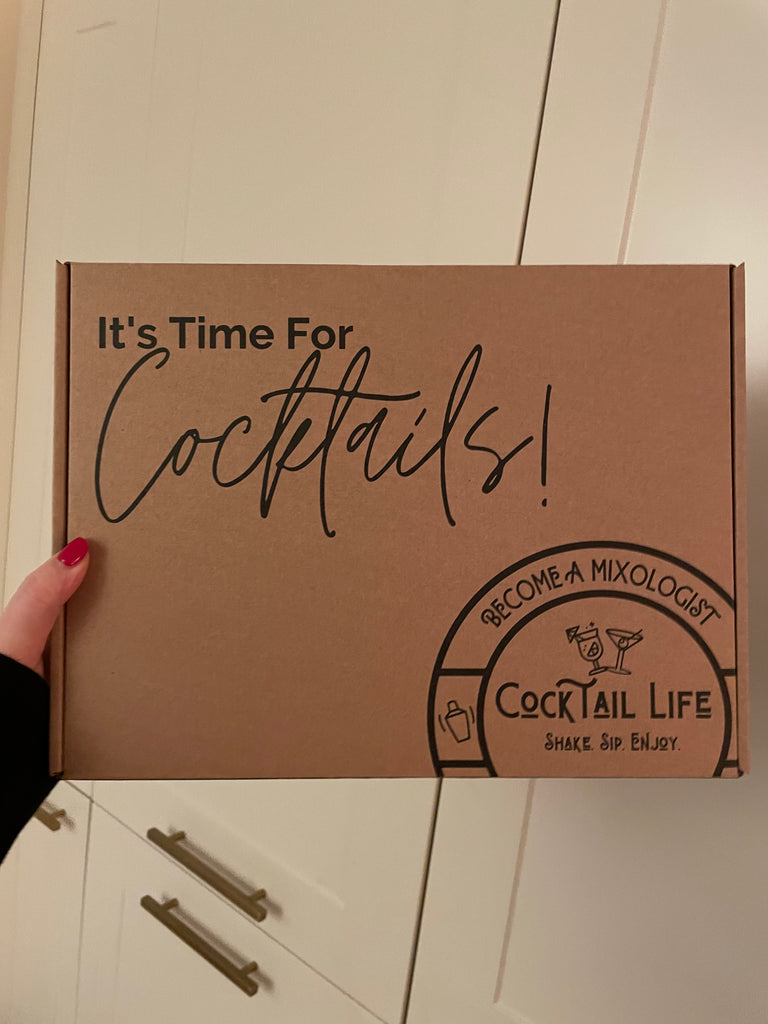 It's Time For
Cocktails!
BECOME A MIXOLOGIST
COCKTAIL LIFE
SHAKE. SIP. ENJOY.